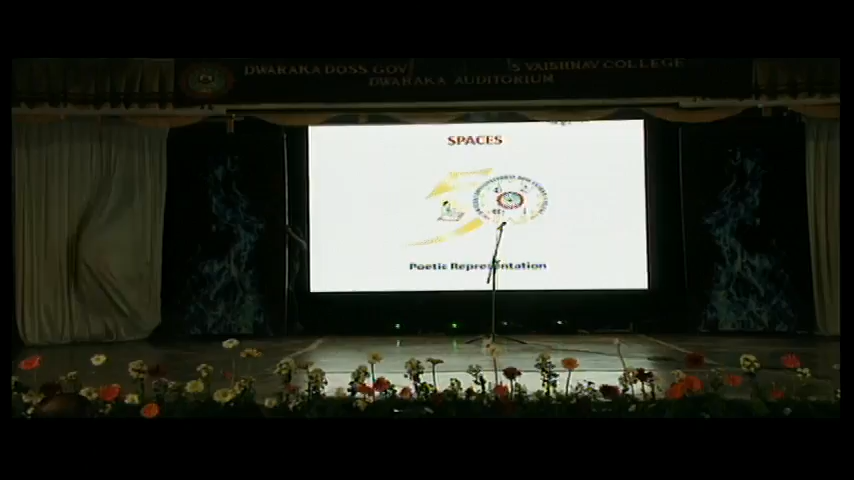 DWARAKA DOSS GOV S VAISHNAV COLLEGE
DWARAKA AUDITORIUM
SPACES
Poetic Representation